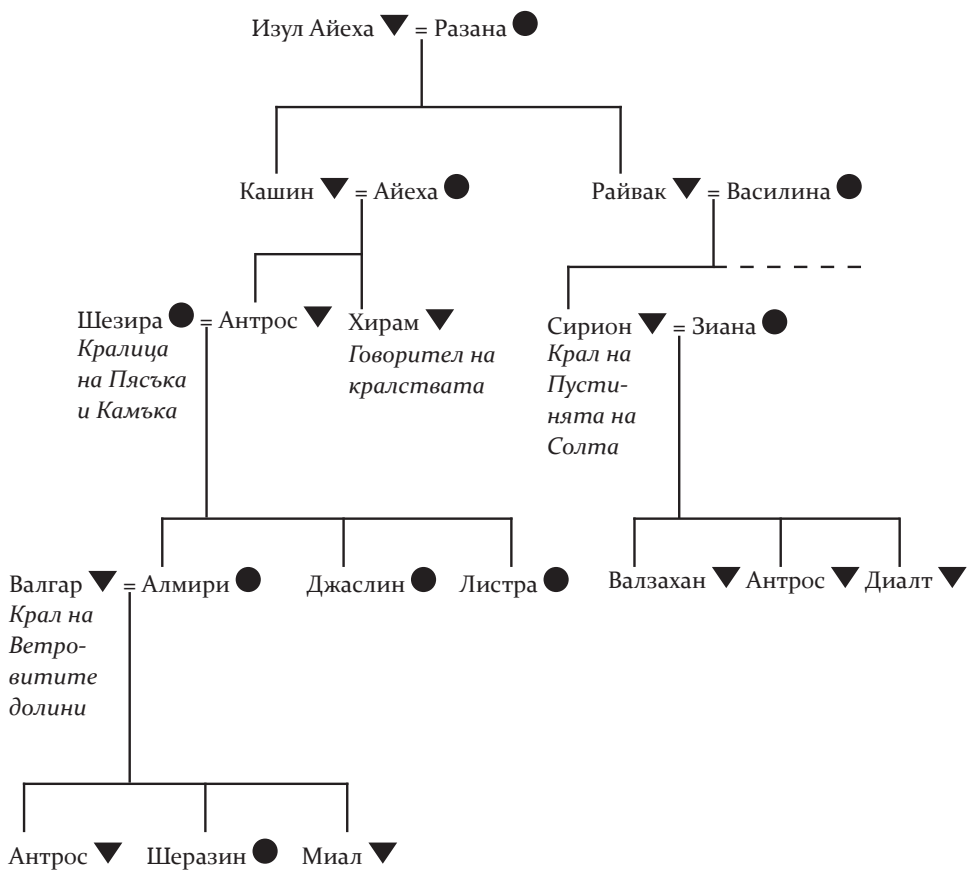 Изул Айеха ▼ = Разана ●
Кашин ▼ = Айеха ● Райвак ▼ = Василина ●
Шезира ● = Антрос ▼ Хирам ▼ Сирион ▼ = Зиана ●
Кралица
на Пясъка
и Камъка
Говорител на
кралствата
Крал на
Пусти-
нята на
Солта
Валгар ▼ = Алмири ● Джаслин ● Листра ● Валзахан ▼ Антрос ▼ Диалт ▼
Крал на
Ветро-
витите
долини
Антрос ▼ Шеразин ● Миал ▼